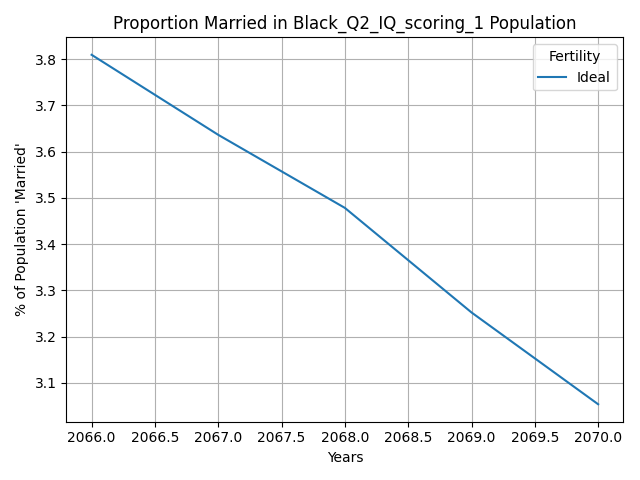 Proportion Married in Black_Q2_IQ_scoring_1 Population
Fertility
Ideal
3.8
3.7
3.6
3.5
3.4
3.3
3.2
3.1
% of Population 'Married'
2066.0 2066.5 2067.0 2067.5 2068.0 2068.5 2069.0 2069.5 2070.0
Years